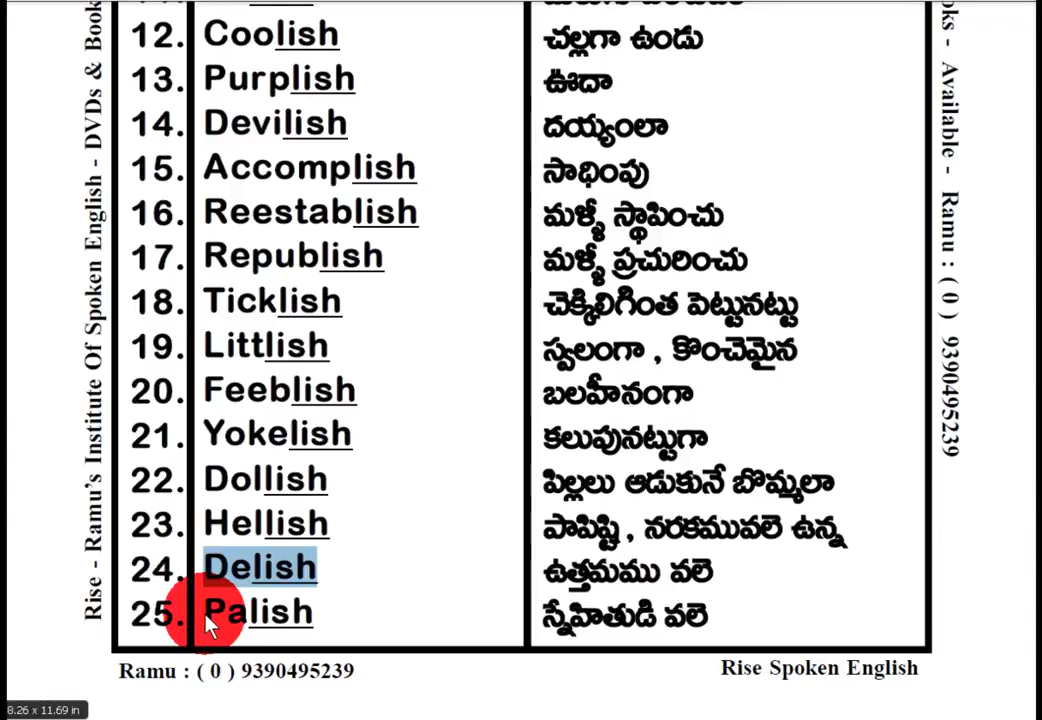 12. Coolish చల్లగా ఉండు
13. Purplish ఊదా
14. Devilish దయ్యంలా
15. Accomplish సాధింపు
16. Reestablish మళ్ళీ స్థాపించు
17. Republish మళ్ళీ ప్రచురించు
18. Ticklish చెక్కిలిగింత పెట్టునట్టు
19. Littlish స్వలంగా , కొంచెమైన
20. Feeblish బలహీనంగా
21. Yokelish కలుపునట్టుగా
22. Dollish పిల్లలు ఆడుకునే బొమ్మలా
23. Hellish పాపిష్టి , నరకమువలె ఉన్న
24. Delish ఉత్తమము వలె
25. Palish స్నేహితుడి వలె
Ramu : ( 0 ) 9390495239 Rise Spoken English
Rise - Ramu's Institute Of Spoken English - DVDs & Book
ks - Available - Ramu : ( 0 ) 9390495239
8.26 x 11.69 in